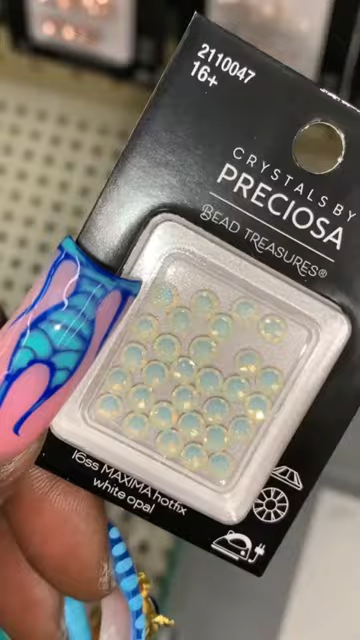 2110047
16+
CRYSTALS BY
PRECIOSA
BEAD TREASURES®
16ss MAXIMA hotfix
white opal